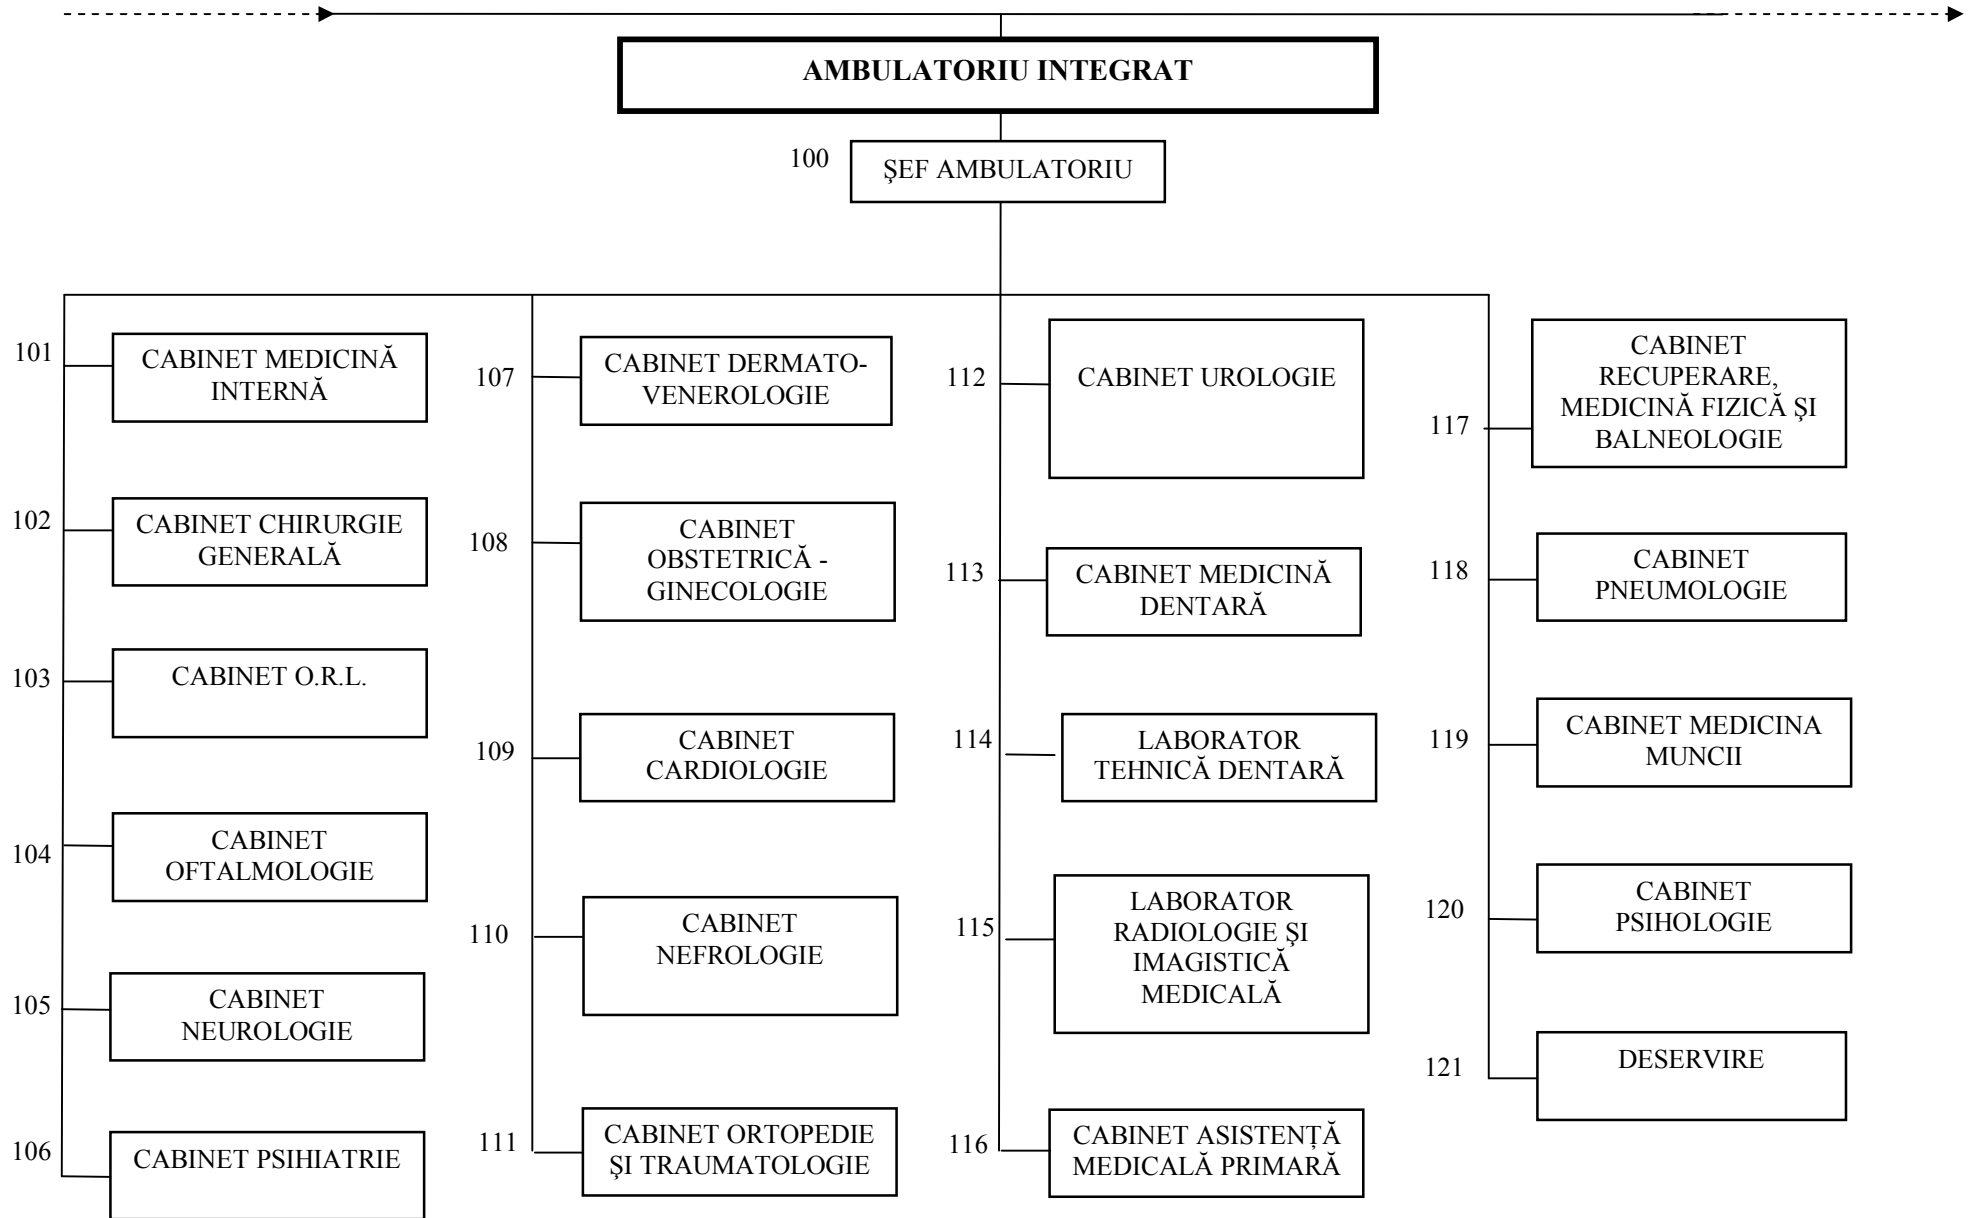 AMBULATORIU INTEGRAT
100
ŞEF AMBULATORIU
101
CABINET MEDICINĂ
INTERNĂ
102
CABINET CHIRURGIE
GENERALĂ
103
CABINET O.R.L.
104
CABINET
OFTALMOLOGIE
105
CABINET
NEUROLOGIE
106
CABINET PSIHIATRIE
107
CABINET DERMATO-
VENEROLOGIE
108
CABINET
OBSTETRICĂ -
GINECOLOGIE
109
CABINET
CARDIOLOGIE
110
CABINET
NEFROLOGIE
111
CABINET ORTOPEDIE
ŞI TRAUMATOLOGIE
112
CABINET UROLOGIE
113
CABINET MEDICINĂ
DENTARĂ
114
LABORATOR
TEHNICĂ DENTARĂ
115
LABORATOR
RADIOLOGIE ŞI
IMAGISTICĂ
MEDICALĂ
116
CABINET ASISTENȚĂ
MEDICALĂ PRIMARĂ
117
CABINET
RECUPERARE,
MEDICINĂ FIZICĂ ŞI
BALNEOLOGIE
118
CABINET
PNEUMOLOGIE
119
CABINET MEDICINA
MUNCII
120
CABINET
PSIHOLOGIE
121
DESERVIRE